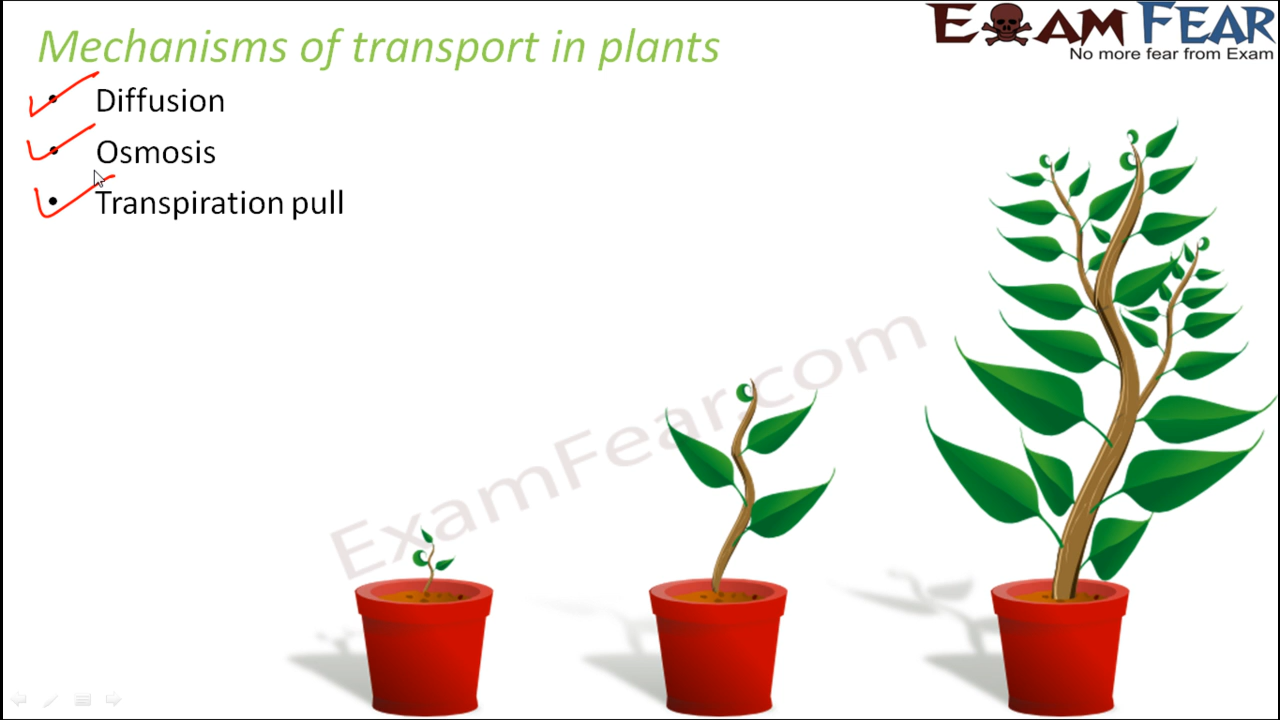 Mechanisms of transport in plants
EXAM FEAR
No more fear from Exam
• Diffusion
• Osmosis
• Transpiration pull
ExamFear.com